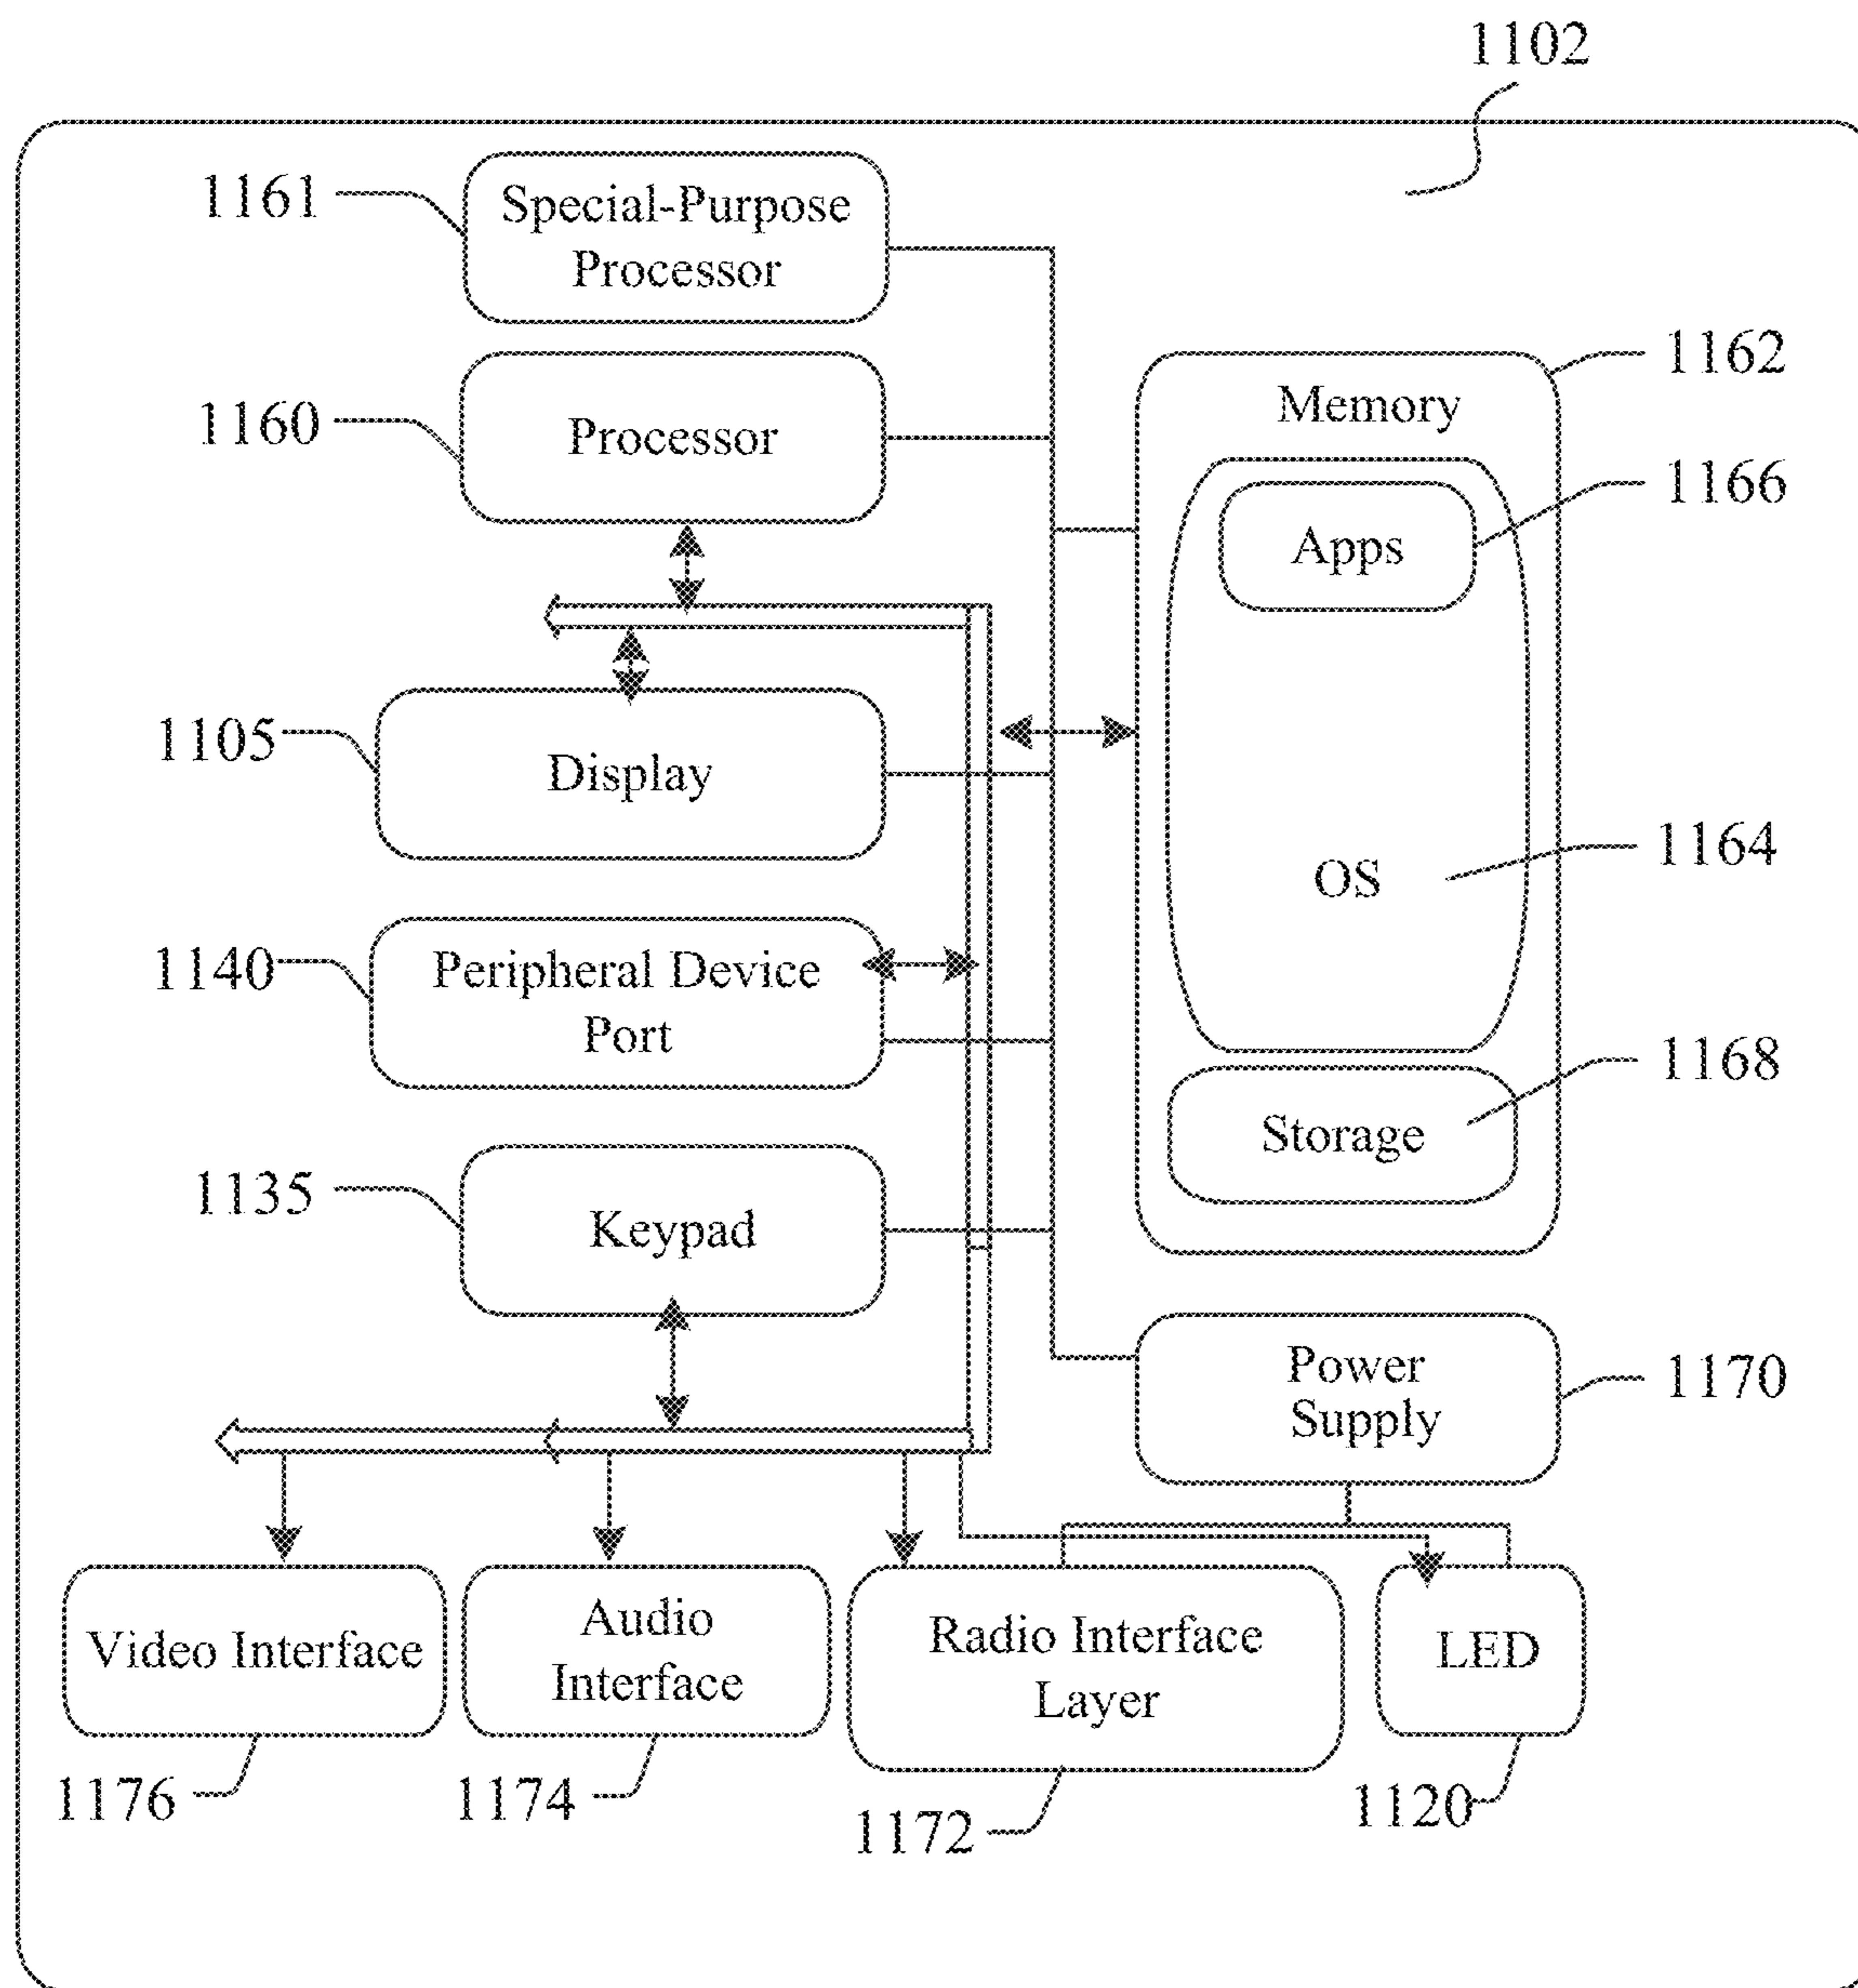 1102
1161
Special-Purpose
Processor
1162
Memory
1160
Processor
1166
Apps
1105
Display
1164
OS
1140
Peripheral Device
Port
1168
Storage
1135
Keypad
Power
Supply
1170
Video Interface
Audio
Interface
Radio Interface
Layer
LED
1176
1174
1172
1120